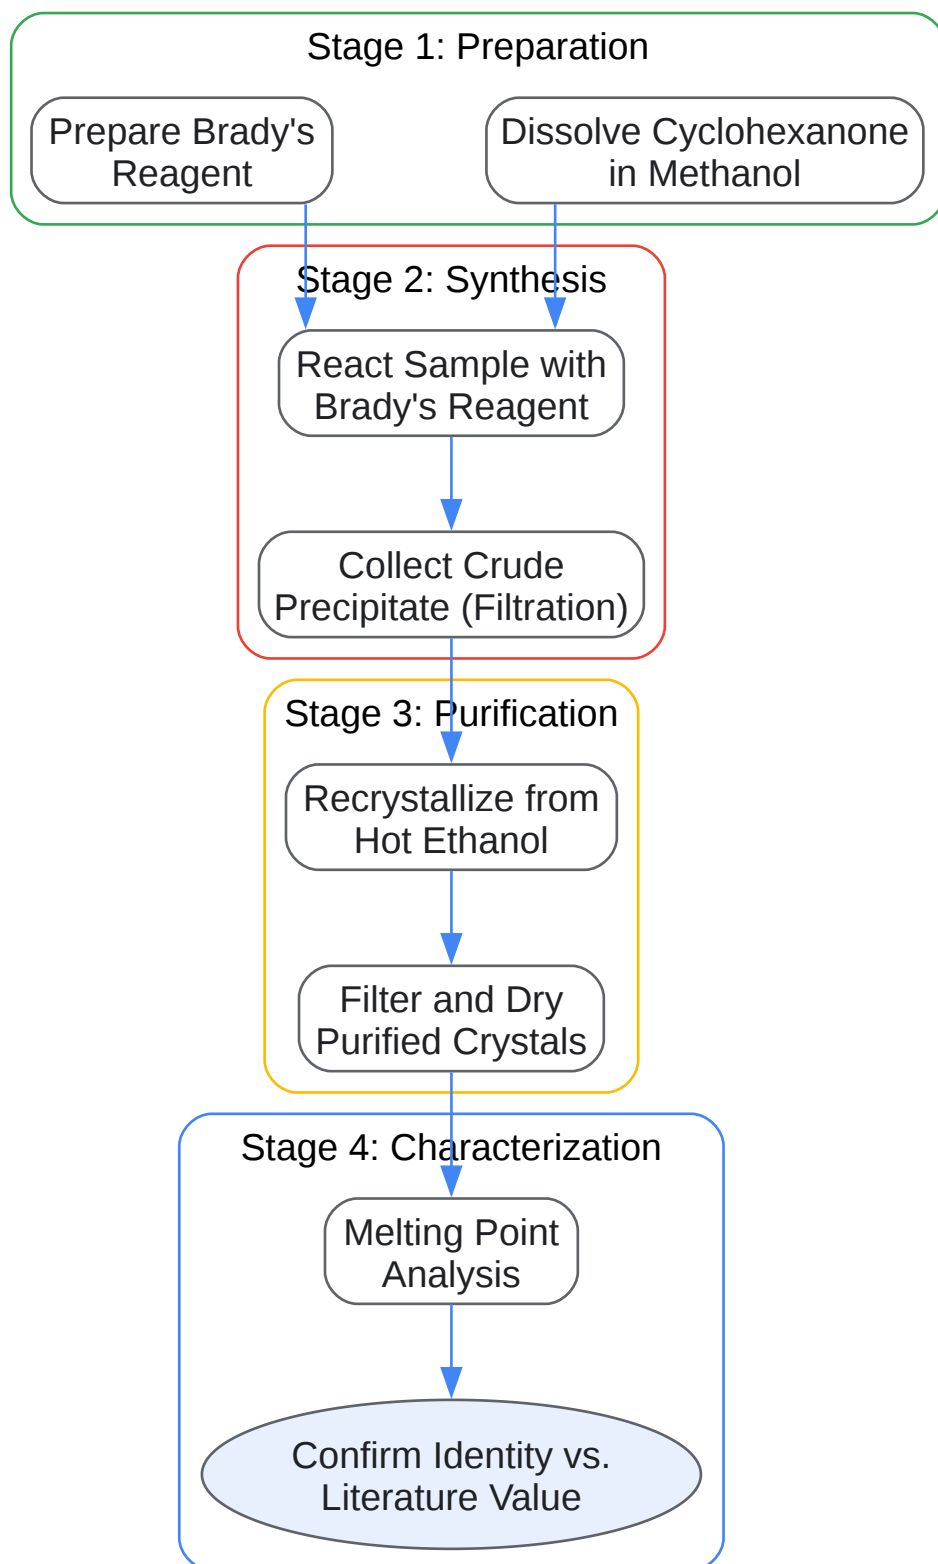 Stage 1: Preparation
Prepare Brady's
Reagent
Dissolve Cyclohexanone
in Methanol
Stage 2: Synthesis
React Sample with
Brady's Reagent
Collect Crude
Precipitate (Filtration)
Stage 3: Purification
Recrystallize from
Hot Ethanol
Filter and Dry
Purified Crystals
Stage 4: Characterization
Melting Point
Analysis
Confirm Identity vs.
Literature Value